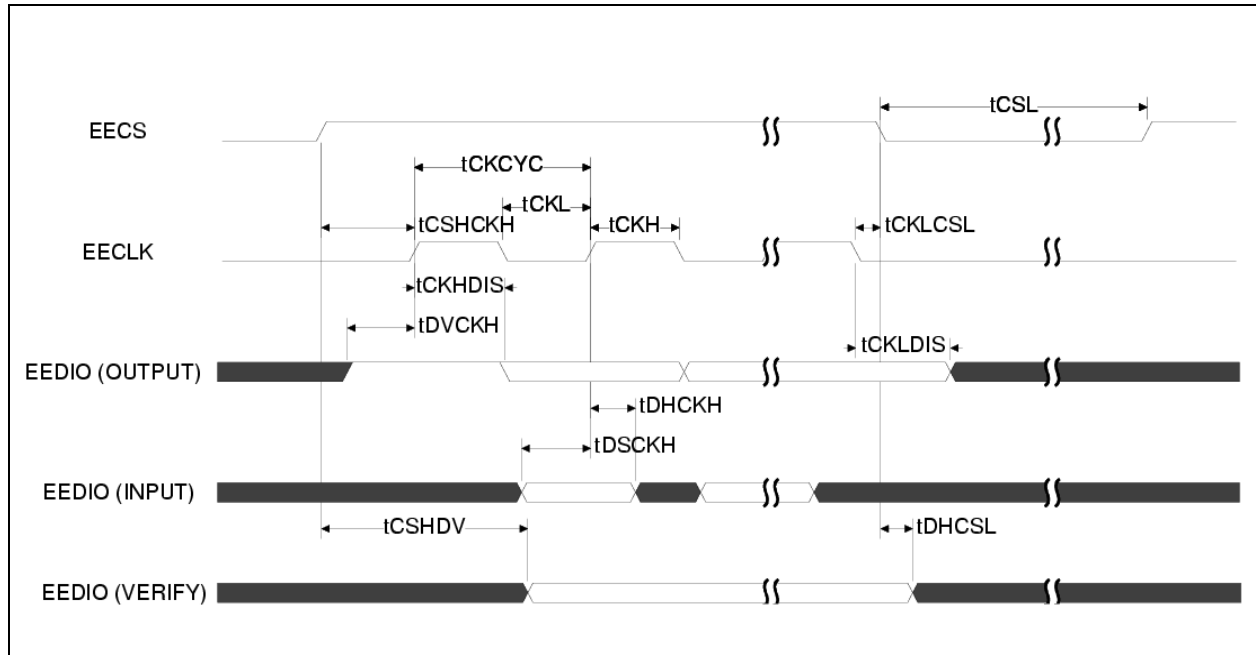 tCSL
EECS
tCKCYC
tCKL
tCSHCKH
tCKH
tCKLCSL
EECLK
tCKHDIS
tDVCKH
tCKLDIS
EEDIO (OUTPUT)
tDHCKH
tDSCKH
EEDIO (INPUT)
tCSHDV
tDHCSL
EEDIO (VERIFY)